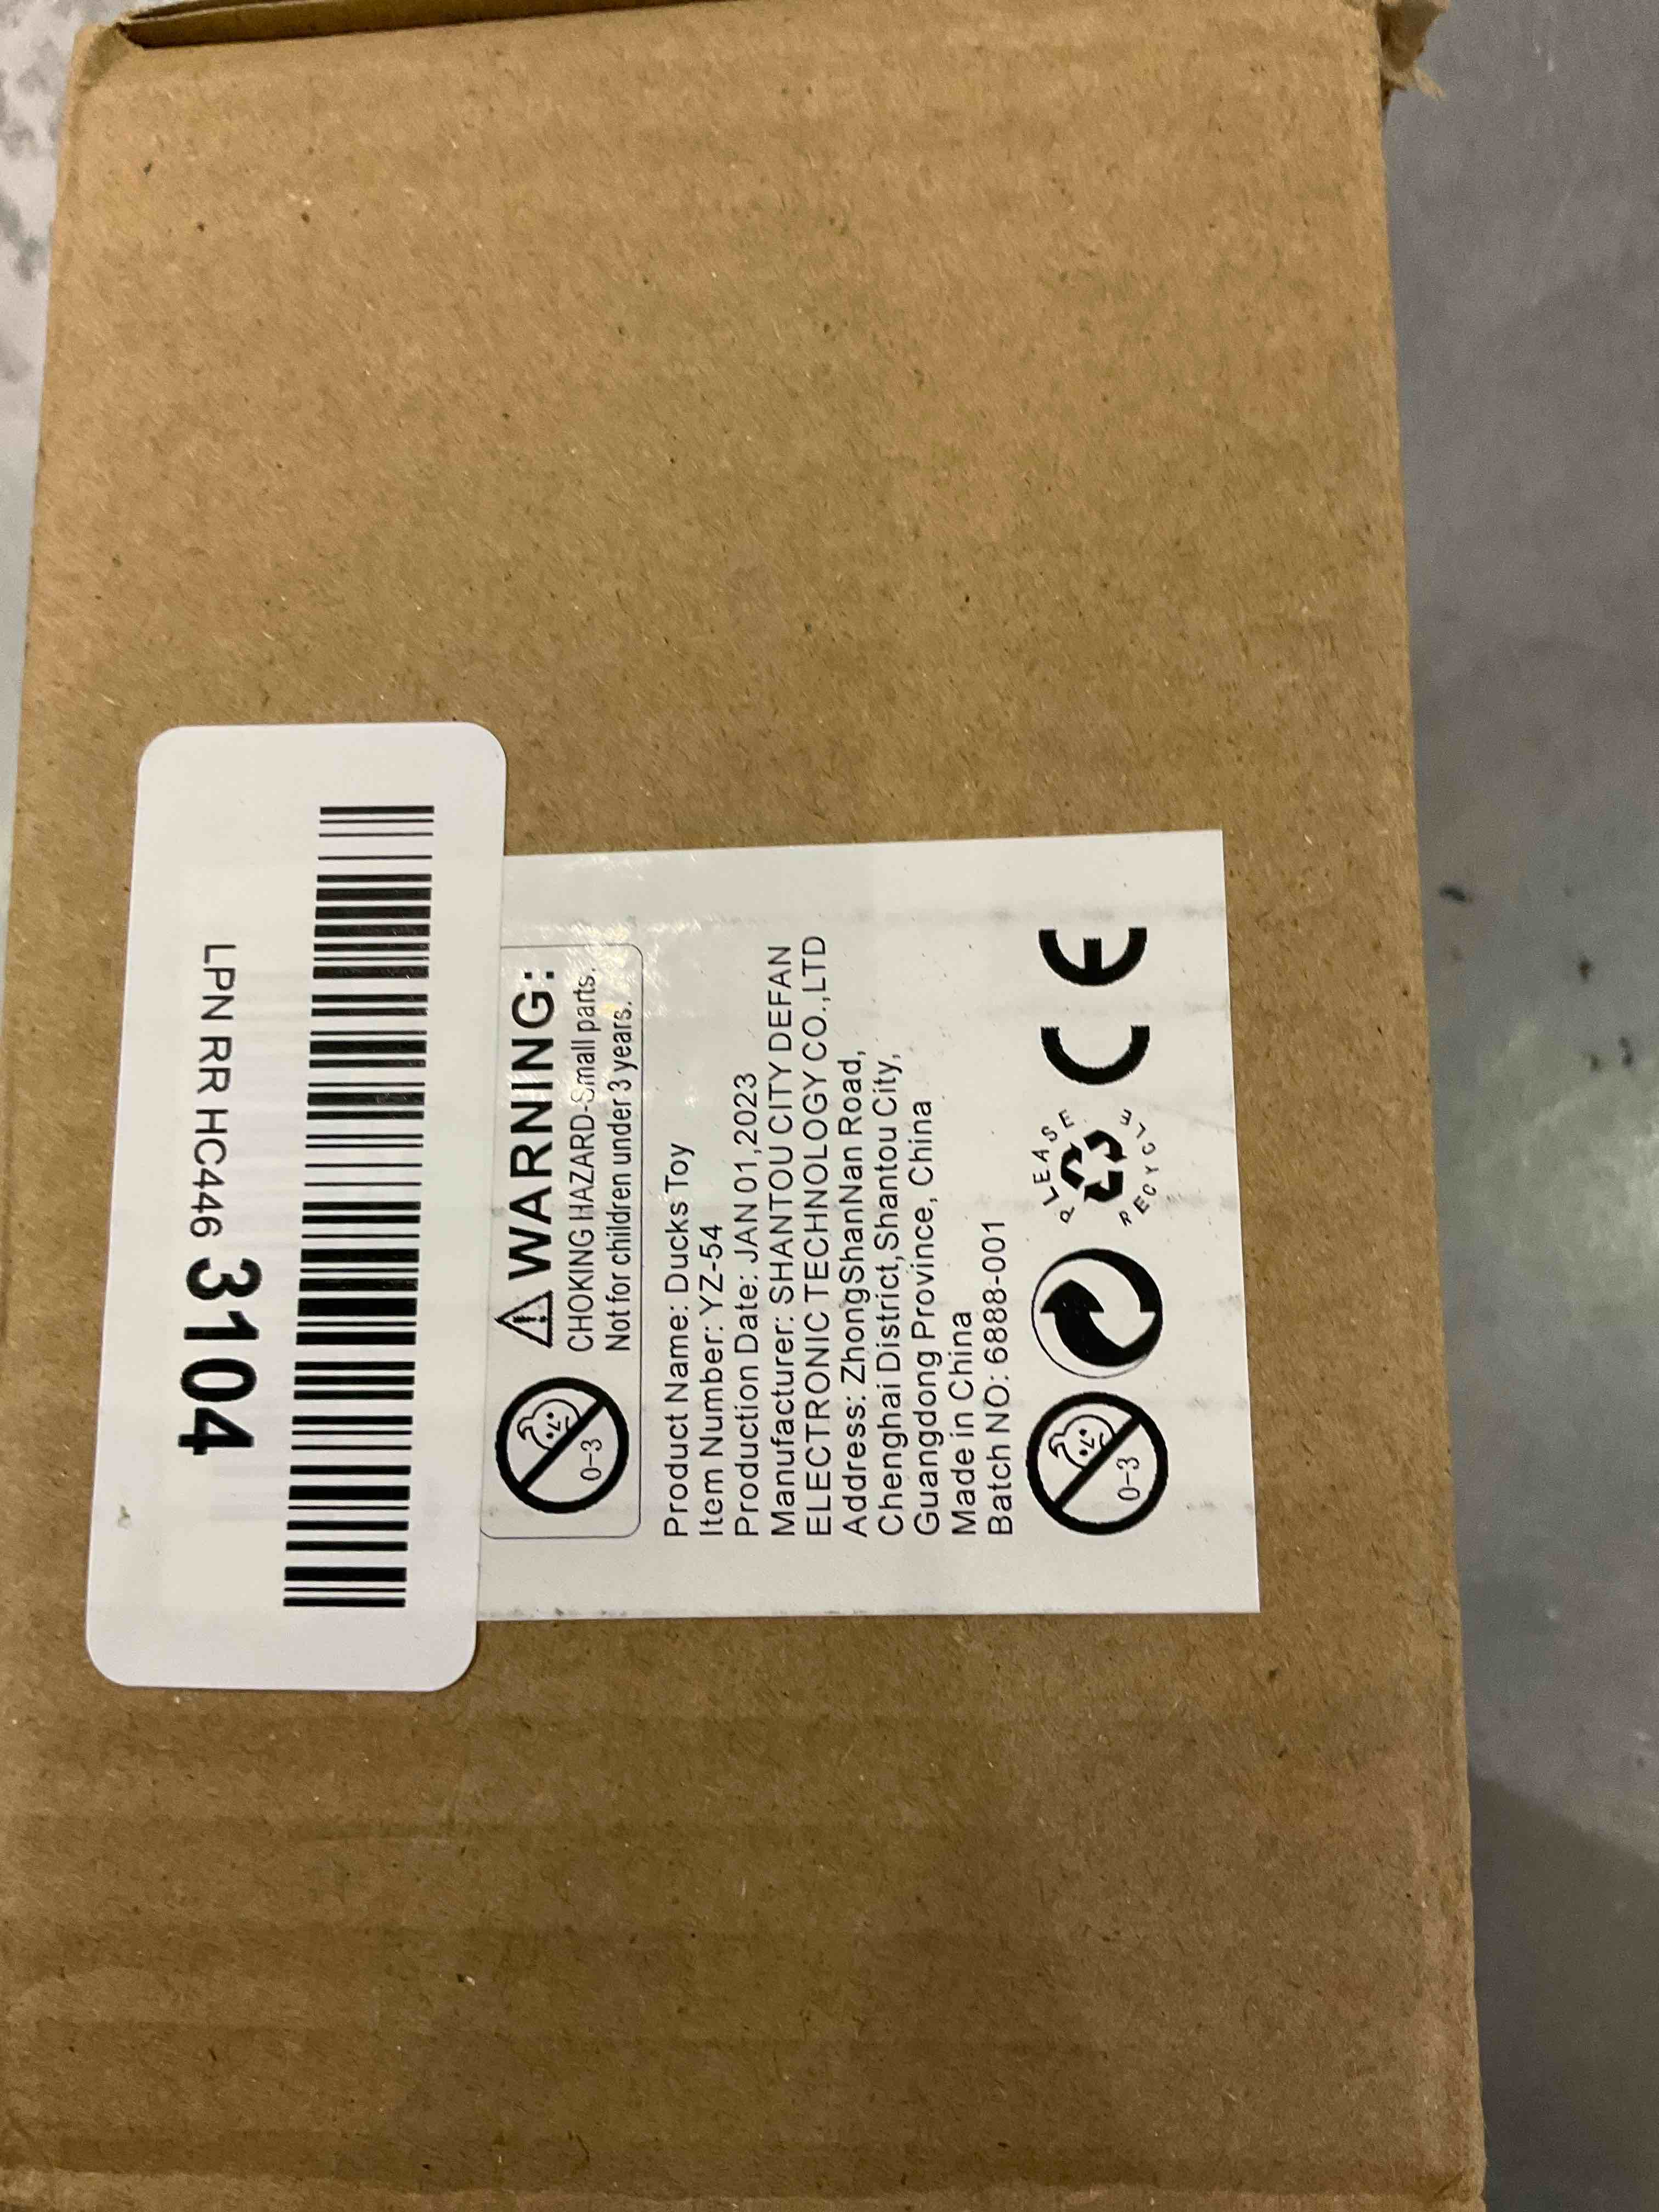 LPN RR HC446 3104
WARNING:
CHOKING HAZARD-Small parts.
Not for children under 3 years.
0-3
Product Name: Ducks Toy
Item Number: YZ-54
Production Date: JAN 01,2023
Manufacturer: SHANTOU CITY DEFAN
ELECTRONIC TECHNOLOGY CO.,LTD
Address: ZhongShanNan Road,
Chenghai District,Shantou City,
Guangdong Province, China
Made in China
Batch NO: 6888-001
0-3
PLEASE
RECYCLE
CE